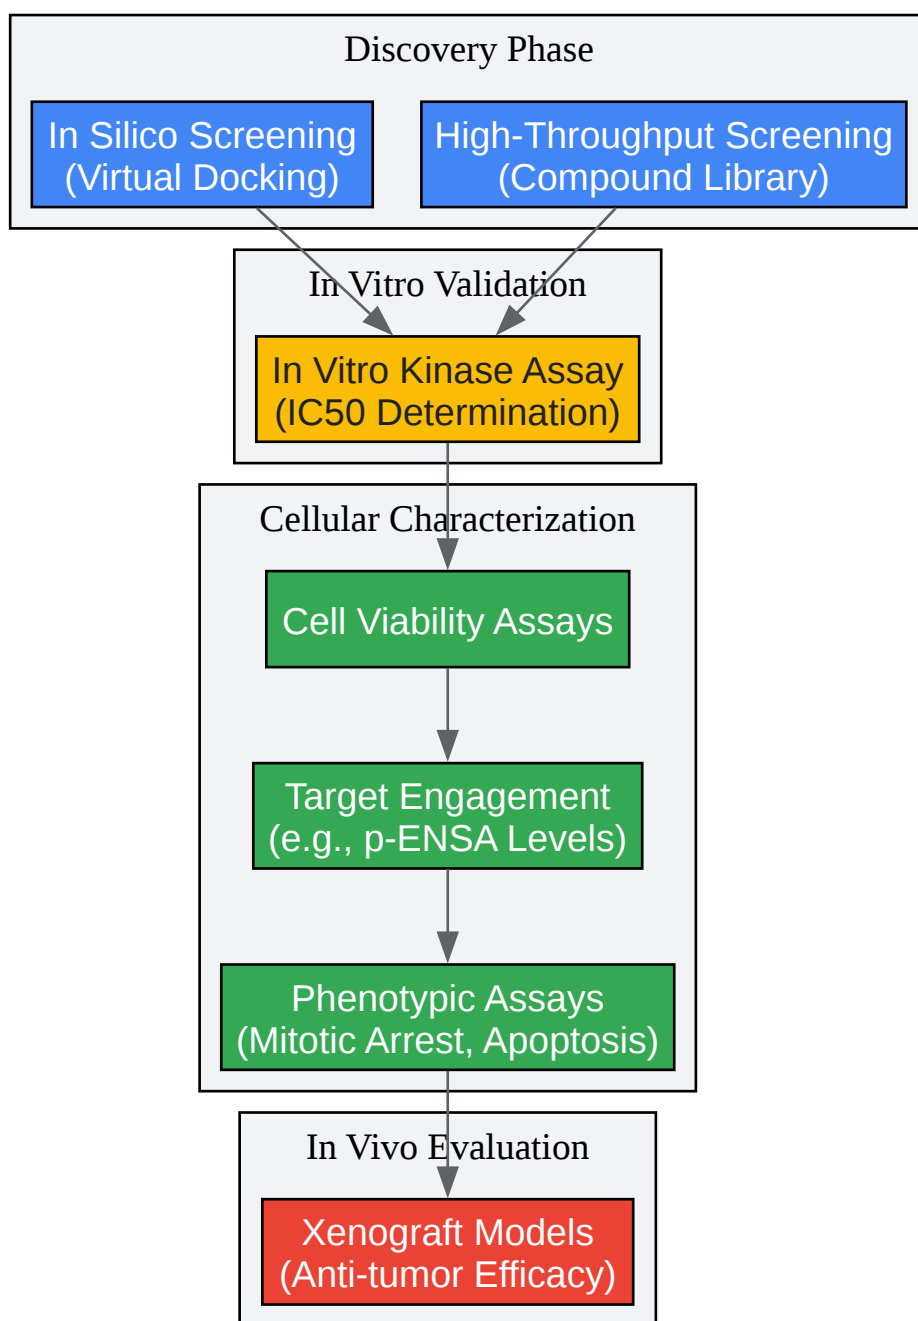 Discovery Phase
In Silico Screening
(Virtual Docking)
High-Throughput Screening
(Compound Library)
In Vitro Validation
In Vitro Kinase Assay
(IC50 Determination)
Cellular Characterization
Cell Viability Assays
Target Engagement
(e.g., p-ENSA Levels)
Phenotypic Assays
(Mitotic Arrest, Apoptosis)
In Vivo Evaluation
Xenograft Models
(Anti-tumor Efficacy)